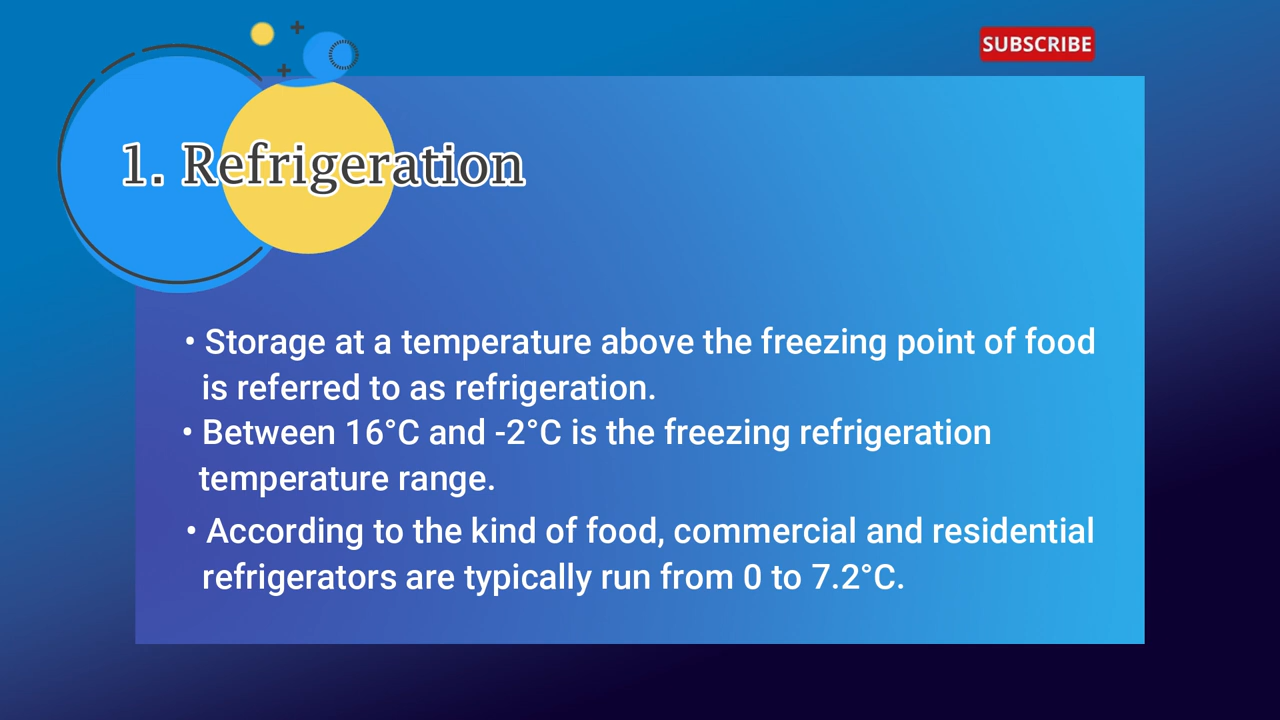 SUBSCRIBE
1. Refrigeration
• Storage at a temperature above the freezing point of food
is referred to as refrigeration.
• Between 16°C and -2°C is the freezing refrigeration
temperature range.
• According to the kind of food, commercial and residential
refrigerators are typically run from 0 to 7.2°C.